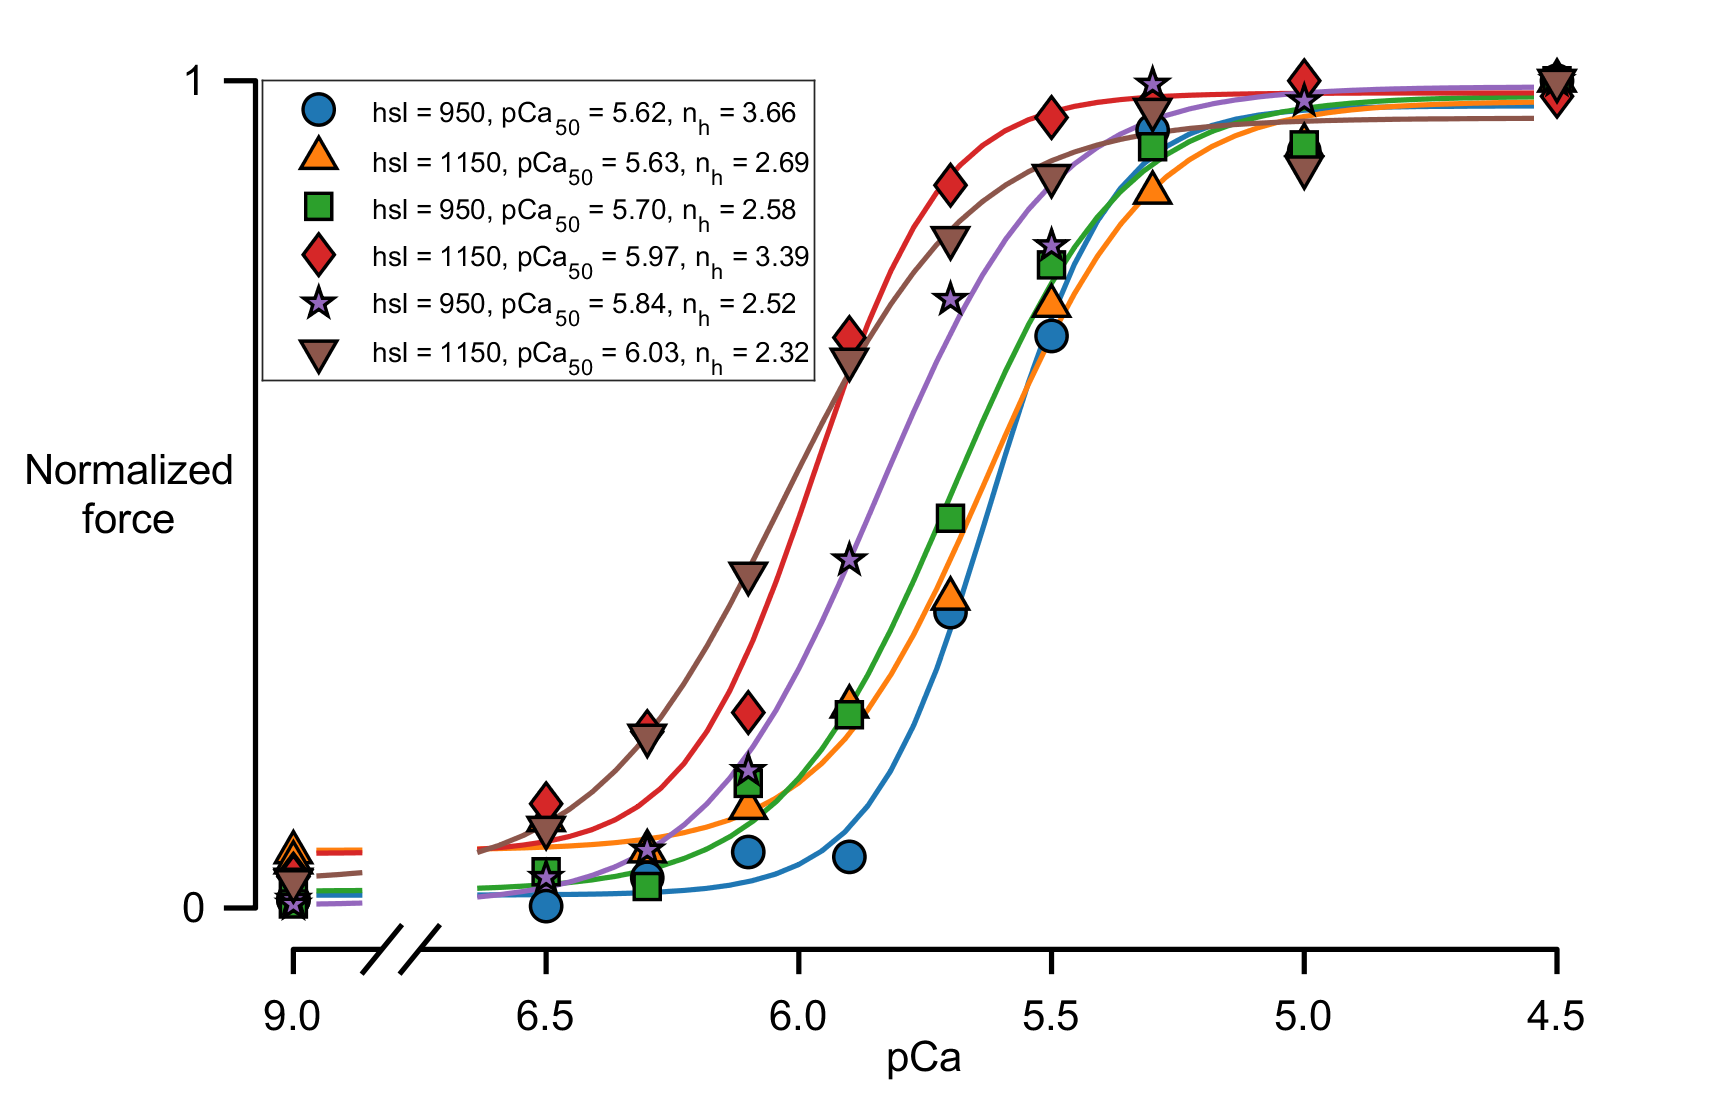 1
hsl = 950, pCa50 = 5.62, nh = 3.66
hsl = 1150, pCa50 = 5.63, nh = 2.69
hsl = 950, pCa50 = 5.70, nh = 2.58
hsl = 1150, pCa50 = 5.97, nh = 3.39
hsl = 950, pCa50 = 5.84, nh = 2.52
hsl = 1150, pCa50 = 6.03, nh = 2.32
Normalized
force
0
9.0 6.5 6.0 5.5 5.0 4.5
pCa